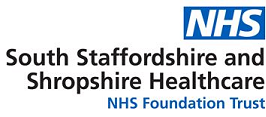 NHS
South Staffordshire and
Shropshire Healthcare
NHS Foundation Trust